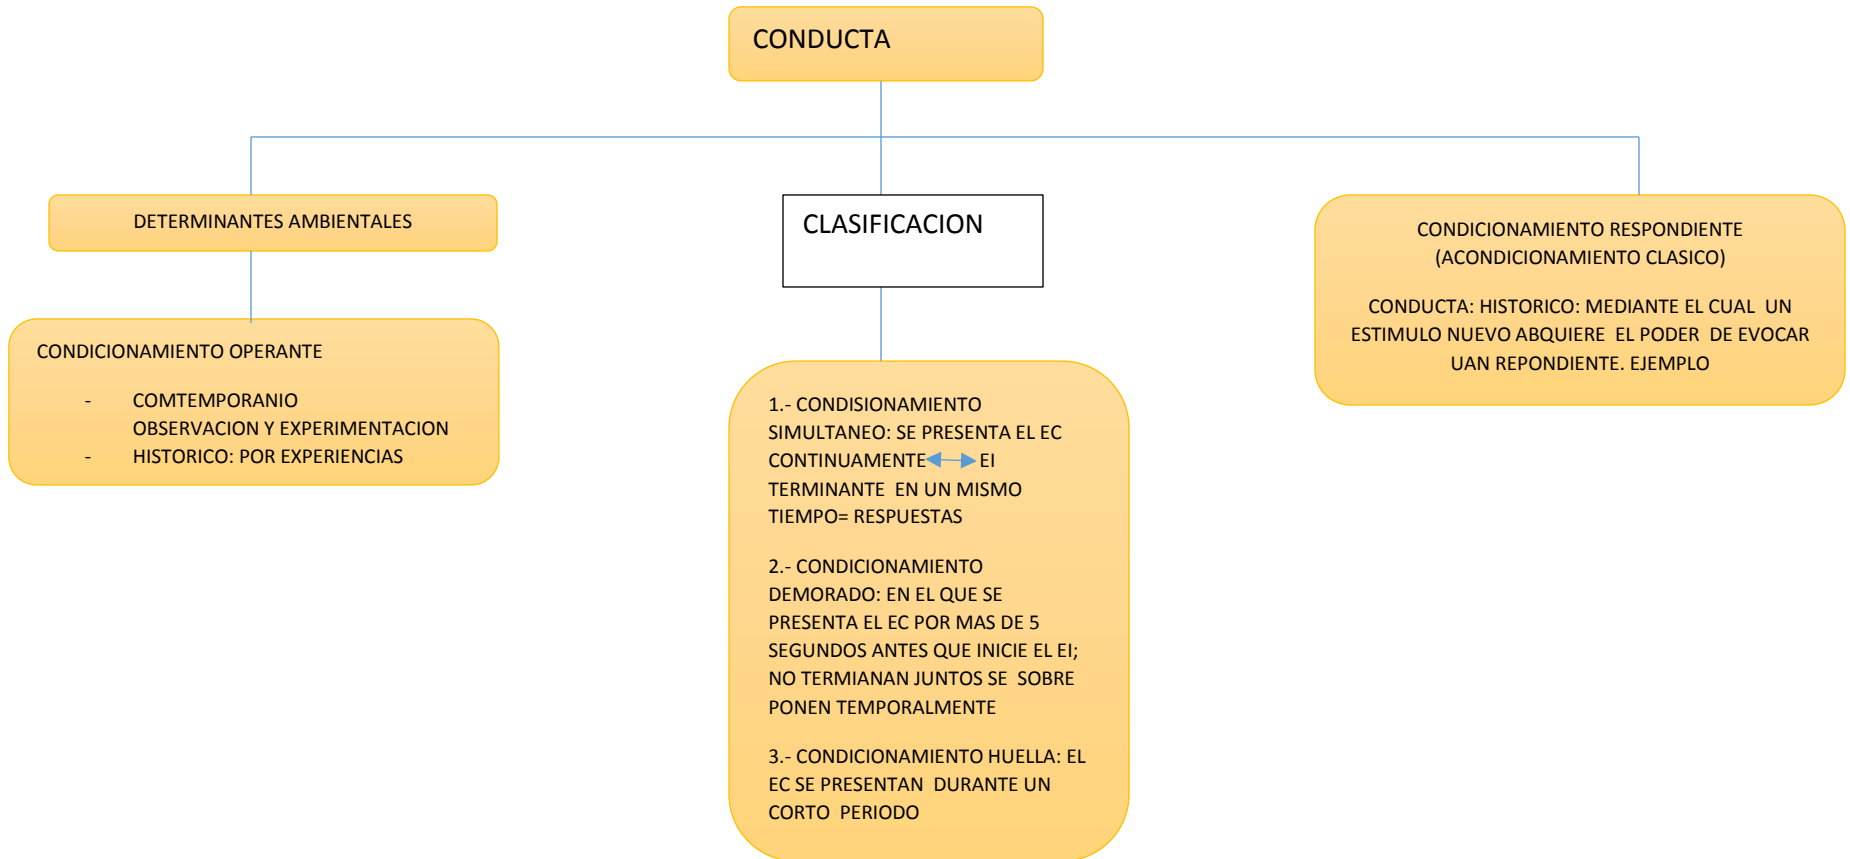 CONDUCTA
DETERMINANTES AMBIENTALES
CONDICIONAMIENTO OPERANTE
- COMTEMPORANIO
OBSERVACION Y EXPERIMENTACION
- HISTORICO: POR EXPERIENCIAS
CLASIFICACION
1.- CONDISIONAMIENTO
SIMULTANEO: SE PRESENTA EL EC
CONTINUAMENTE EI
TERMINANTE EN UN MISMO
TIEMPO= RESPUESTAS
2.- CONDICIONAMIENTO
DEMORADO: EN EL QUE SE
PRESENTA EL EC POR MAS DE 5
SEGUNDOS ANTES QUE INICIE EL EI;
NO TERMIANAN JUNTOS SE SOBRE
PONEN TEMPORALMENTE
3.- CONDICIONAMIENTO HUELLA: EL
EC SE PRESENTAN DURANTE UN
CORTO PERIODO
CONDICIONAMIENTO RESPONDIENTE
(ACONDICIONAMIENTO CLASICO)
CONDUCTA: HISTORICO: MEDIANTE EL CUAL UN
ESTIMULO NUEVO ABQUIERE EL PODER DE EVOCAR
UAN REPONDIENTE. EJEMPLO